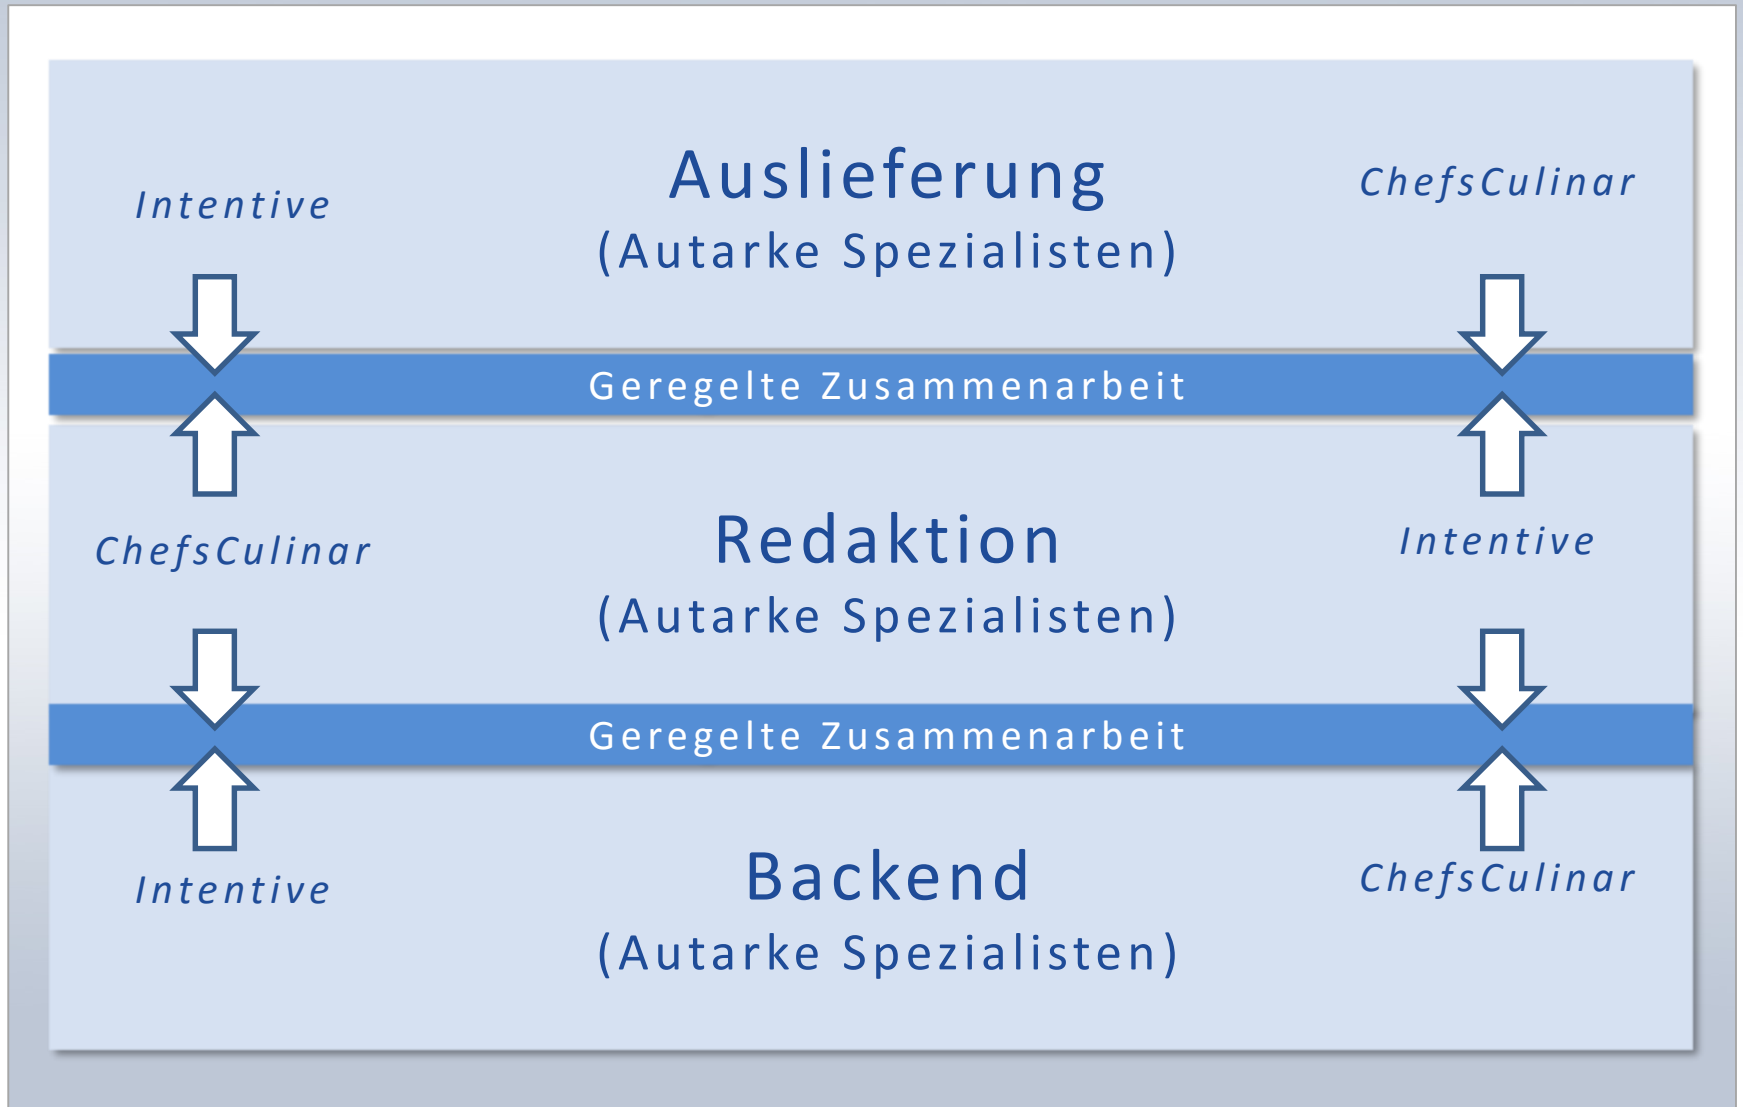 Auslieferung
(Autarke Spezialisten)
Intentive
ChefsCulinar
Geregelte Zusammenarbeit
ChefsCulinar
Redaktion
Intentive
(Autarke Spezialisten)
Geregelte Zusammenarbeit
Intentive
Backend
ChefsCulinar
(Autarke Spezialisten)